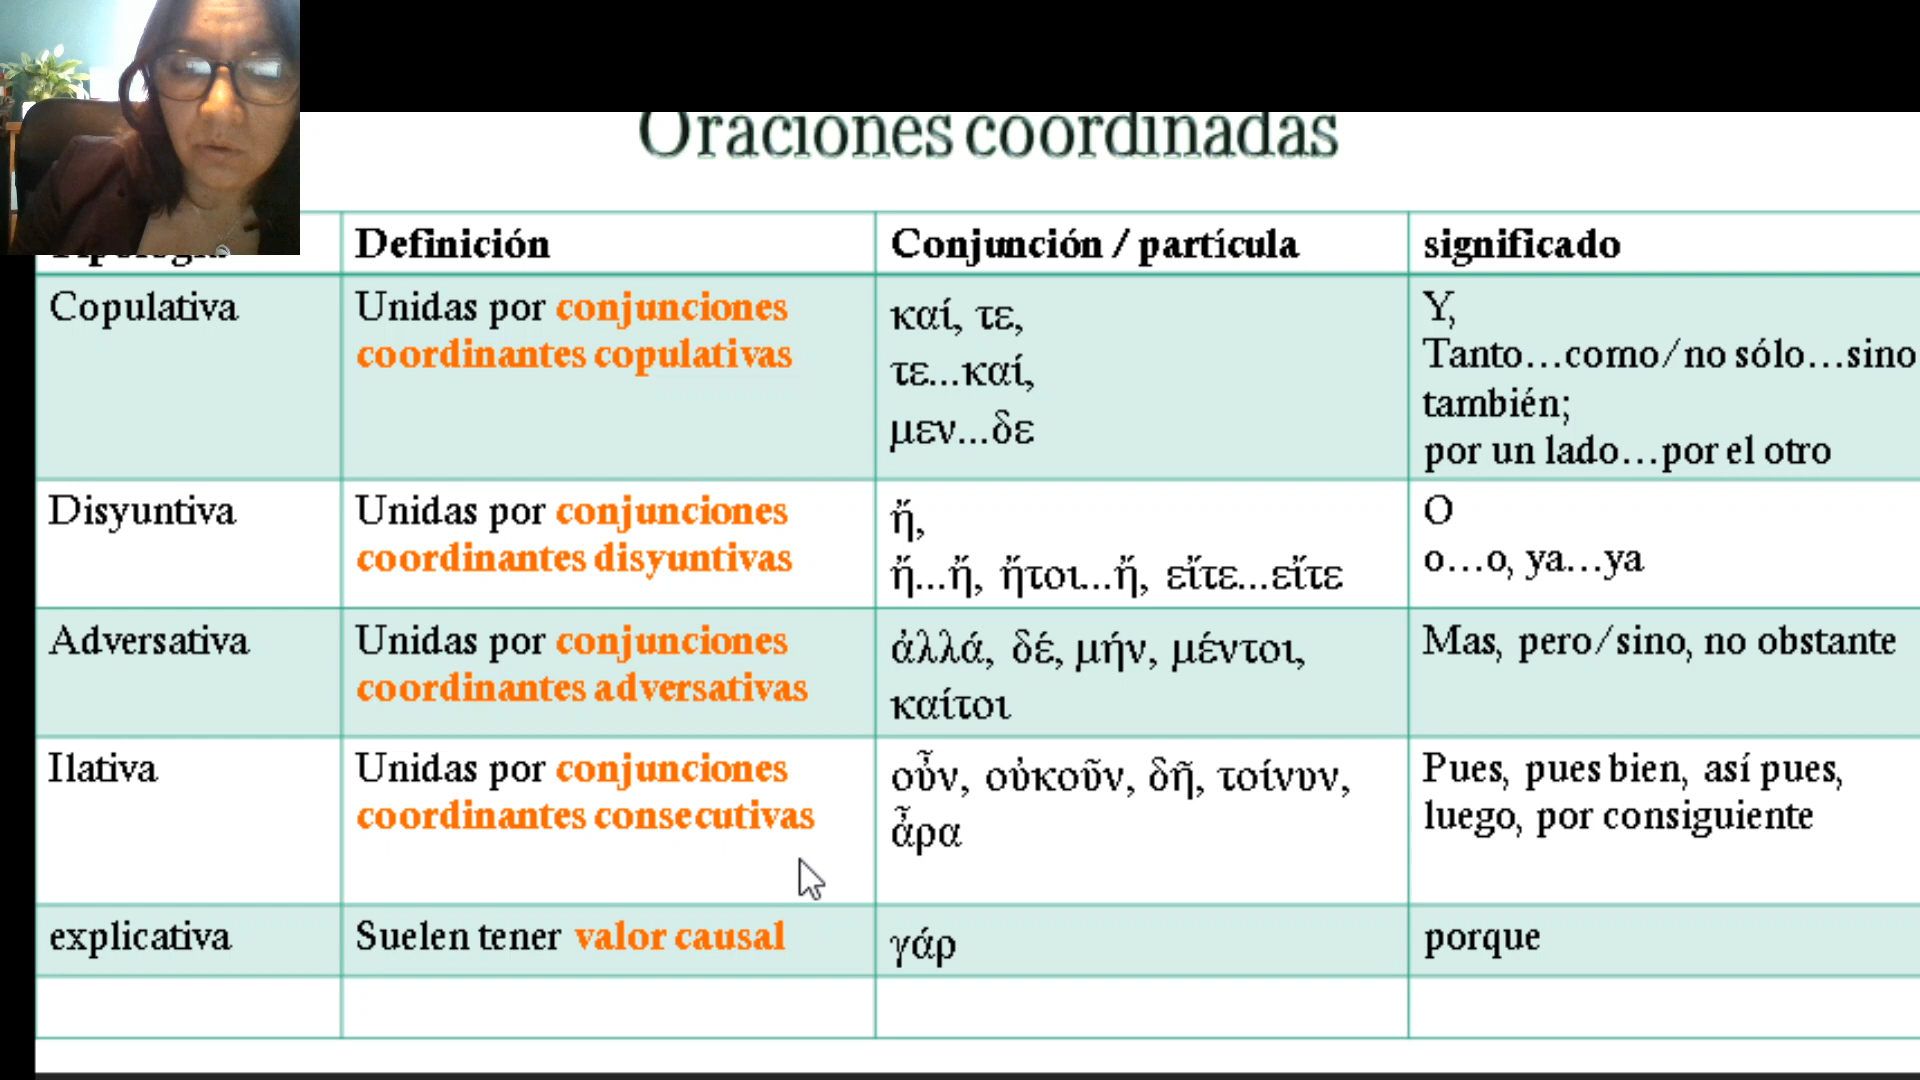 Oraciones coordinadas
Tipología Definición Conjunción / partícula significado
Copulativa
Unidas por conjunciones
coordinantes copulativas
καί, τε,
τε...καί,
μεν...δε
Y,
Tanto...como/no sólo...sino
también;
por un lado...por el otro
Disyuntiva
Unidas por conjunciones
coordinantes disyuntivas
ἤ,
ἤ...ἤ, ἤτοι...ἤ, εἴτε...εἴτε
O
o...o, ya...ya
Adversativa
Unidas por conjunciones
coordinantes adversativas
ἀλλά, δέ, μήν, μέντοι,
καίτοι
Mas, pero/sino, no obstante
Ilativa
Unidas por conjunciones
coordinantes consecutivas
οὖν, οὐκοῦν, δῆ, τοίνυν,
ἆρα
Pues, pues bien, así pues,
luego, por consiguiente
explicativa
Suelen tener valor causal
γάρ
porque